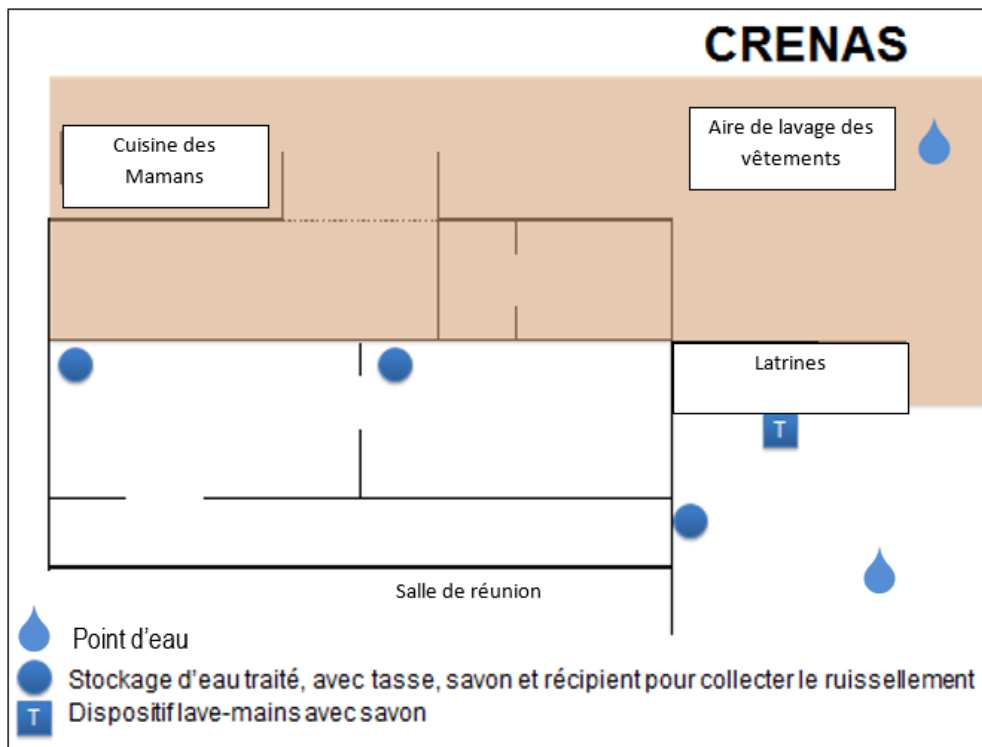 CRENAS
Cuisine des
Mamans
Aire de lavage des
vêtements
Latrines
T
Salle de réunion
Point d'eau
Stockage d'eau traité, avec tasse, savon et récipient pour collecter le ruissellement
T Dispositif lave-mains avec savon